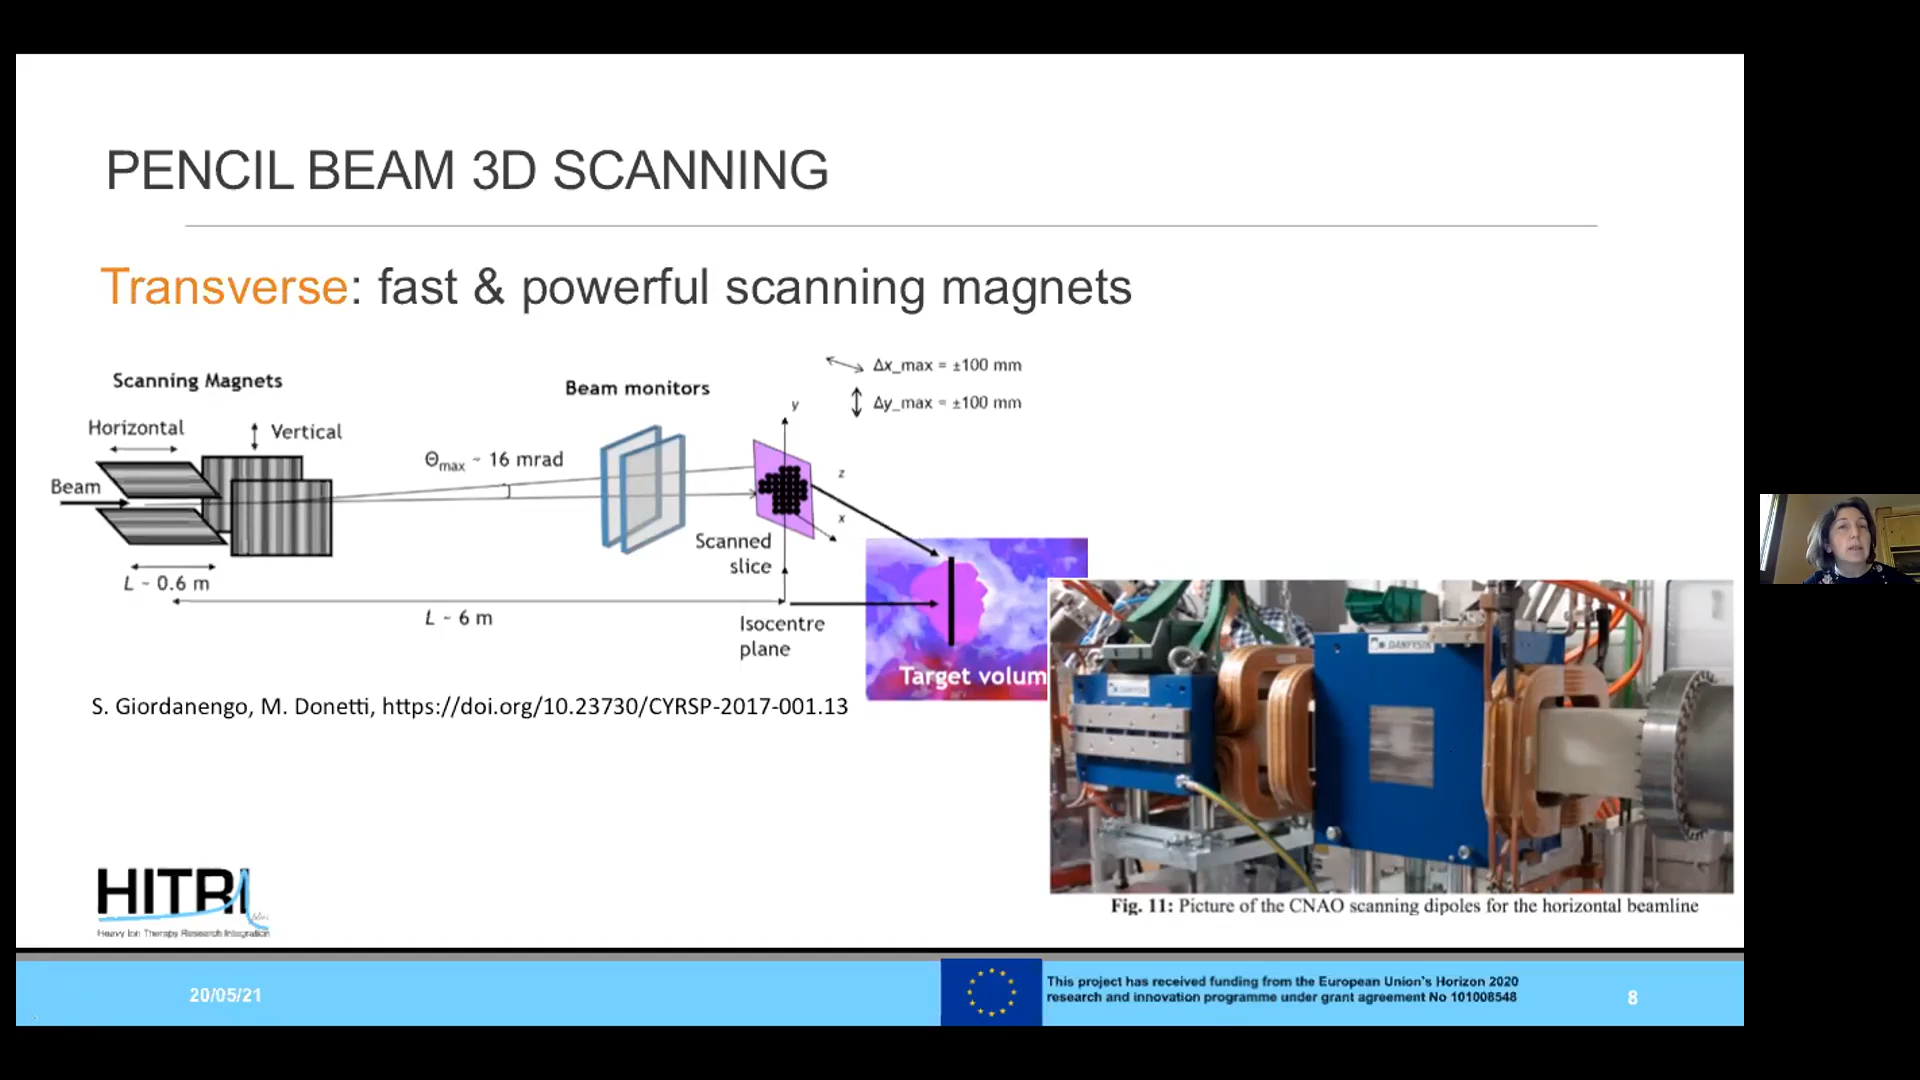 PENCIL BEAM 3D SCANNING
Transverse: fast & powerful scanning magnets
Scanning Magnets
Horizontal
Vertical
Beam
L ~ 0.6 m
Θmax ~ 16 mrad
L ~ 6 m
Beam monitors
y
z
x
Δx_max = ±100 mm
Δy_max = ±100 mm
Scanned
slice
Isocentre
plane
Target volum
S. Giordanengo, M. Donetti, https://doi.org/10.23730/CYRSP-2017-001.13
DANFYSIK
DANFYSIK
Fig. 11: Picture of the CNAO scanning dipoles for the horizontal beamline
HITRI
Heavy Ion Therapy Research Integration
20/05/21
This project has received funding from the European Union's Horizon 2020
research and innovation programme under grant agreement No 101008548
8